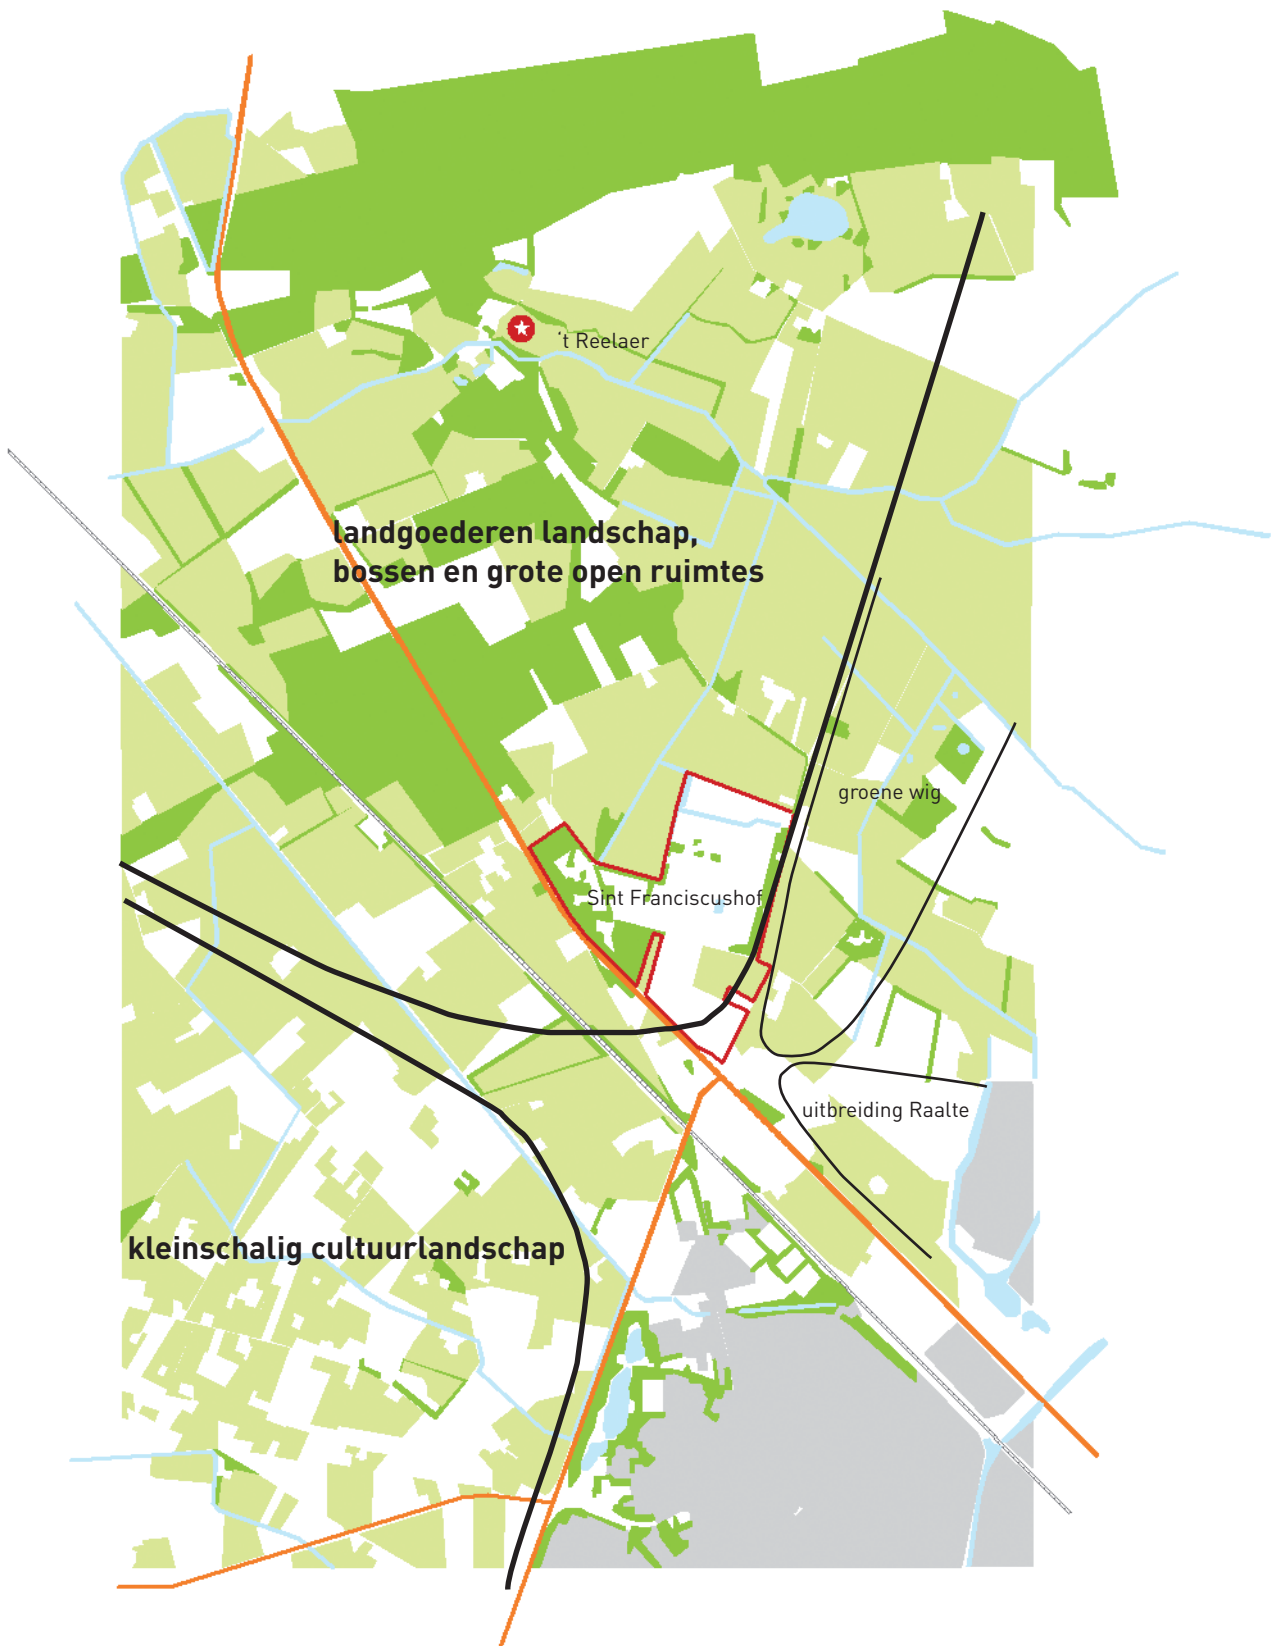 ‘t Reelaer
landgoederen landschap,
bossen en grote open ruimtes
groene wig
Sint Franciscushof
uitbreiding Raalte
kleinschalig cultuurlandschap